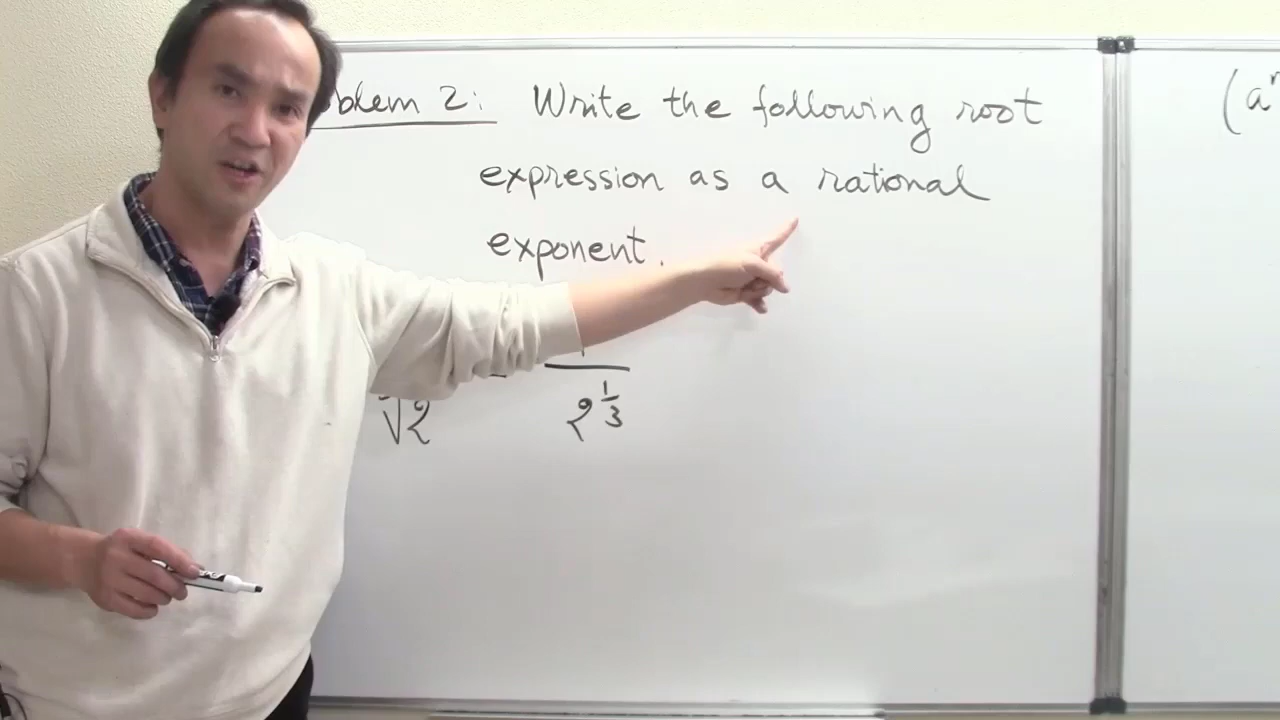 oblem 2: Write the following root
expression as a rational
exponent.
√2 2^(1/3)
(a^n